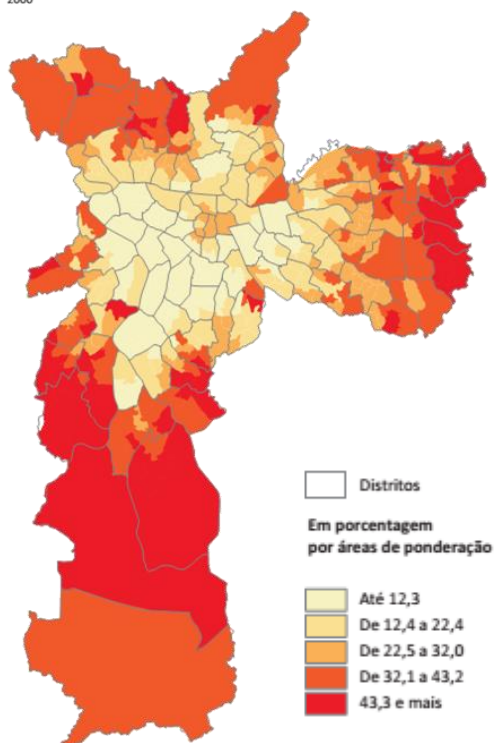 2000
Distritos
Em porcentagem
por áreas de ponderação
Até 12,3
De 12,4 a 22,4
De 22,5 a 32,0
De 32,1 a 43,2
43,3 e mais